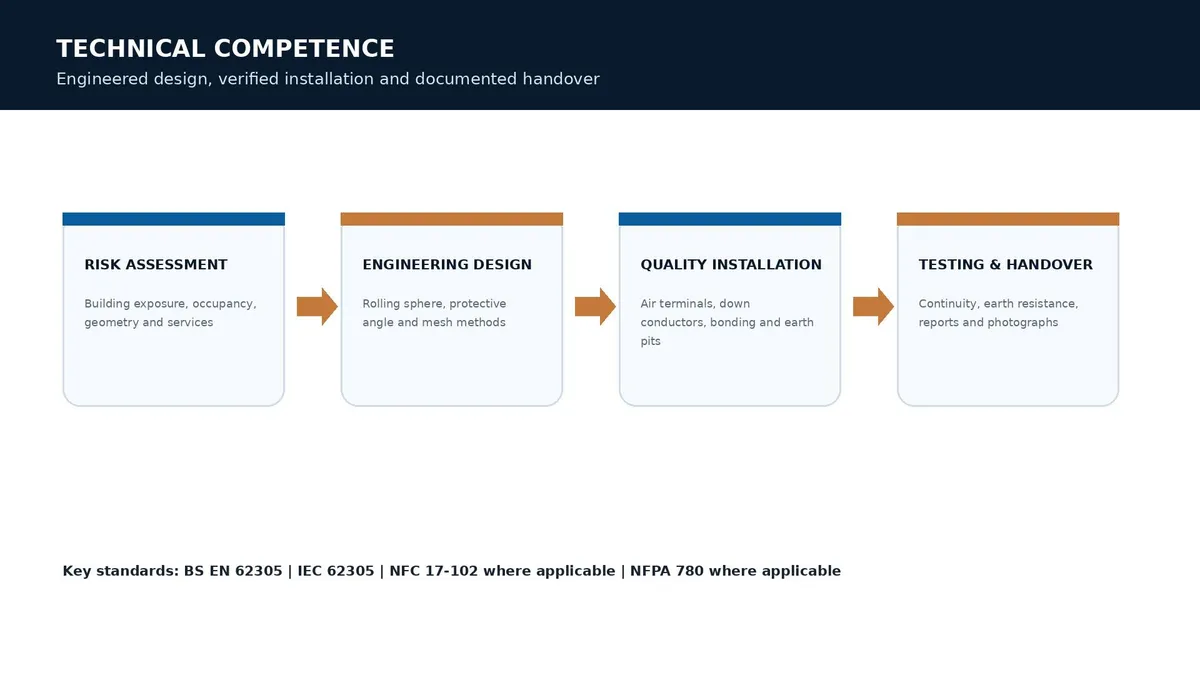 TECHNICAL COMPETENCE
Engineered design, verified installation and documented handover
RISK ASSESSMENT
Building exposure, occupancy,
geometry and services
ENGINEERING DESIGN
Rolling sphere, protective
angle and mesh methods
QUALITY INSTALLATION
Air terminals, down
conductors, bonding and earth
pits
TESTING & HANDOVER
Continuity, earth resistance,
reports and photographs
Key standards: BS EN 62305 | IEC 62305 | NFC 17-102 where applicable | NFPA 780 where applicable